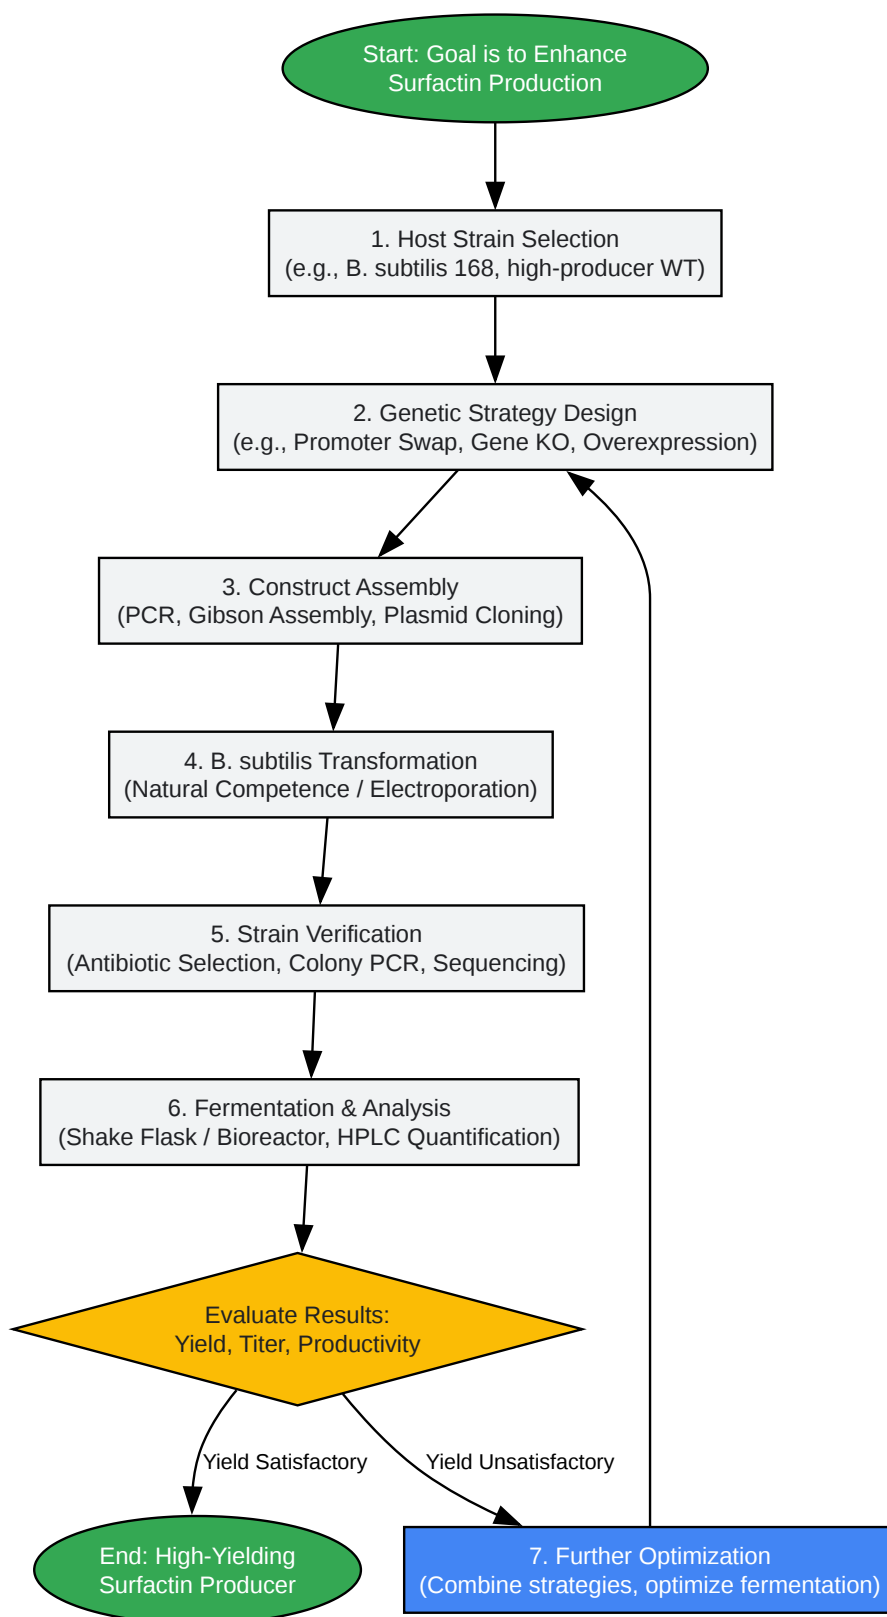 Start: Goal is to Enhance
Surfactin Production
1. Host Strain Selection
(e.g., B. subtilis 168, high-producer WT)
2. Genetic Strategy Design
(e.g., Promoter Swap, Gene KO, Overexpression)
3. Construct Assembly
(PCR, Gibson Assembly, Plasmid Cloning)
4. B. subtilis Transformation
(Natural Competence / Electroporation)
5. Strain Verification
(Antibiotic Selection, Colony PCR, Sequencing)
6. Fermentation & Analysis
(Shake Flask / Bioreactor, HPLC Quantification)
Evaluate Results:
Yield, Titer, Productivity
Yield Satisfactory
Yield Unsatisfactory
End: High-Yielding
Surfactin Producer
7. Further Optimization
(Combine strategies, optimize fermentation)